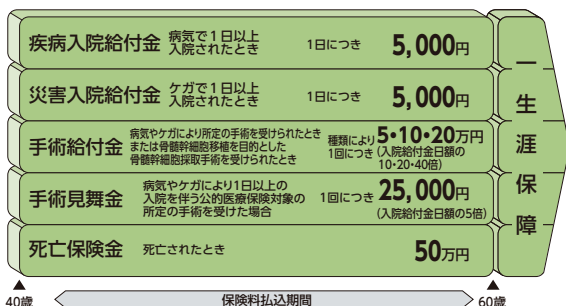 疾病入院給付金 病気で1日以上 入院されたとき 1日につき 5,000円
災害入院給付金 ケガで1日以上 入院されたとき 1日につき 5,000円
手術給付金 病気やケガにより所定の手術を受けられたとき
または骨髄幹細胞移植を目的とした
骨髄幹細胞採取手術を受けられたとき
種類により 5・10・20万円
1回につき (入院給付金日額の
10・20・40倍)
手術見舞金 病気やケガにより1日以上の
入院を伴う公的医療保険対象の
所定の手術を受けた場合
1回につき 25,000円
(入院給付金日額の5倍)
死亡保険金 死亡されたとき 50万円
一生涯保障
40歳 保険料払込期間 60歳